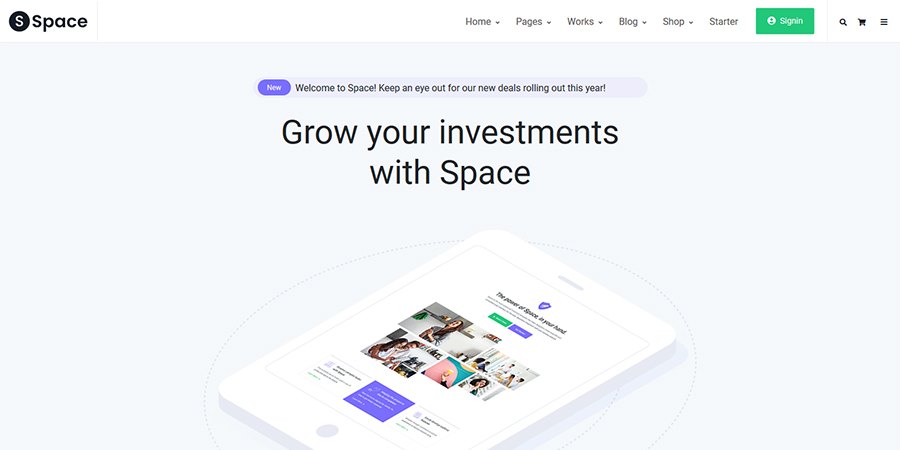 S Space
Home Pages Works Blog Shop Starter Signin
New Welcome to Space! Keep an eye out for our new deals rolling out this year!
Grow your investments
with Space
The power of Space, in your hand.